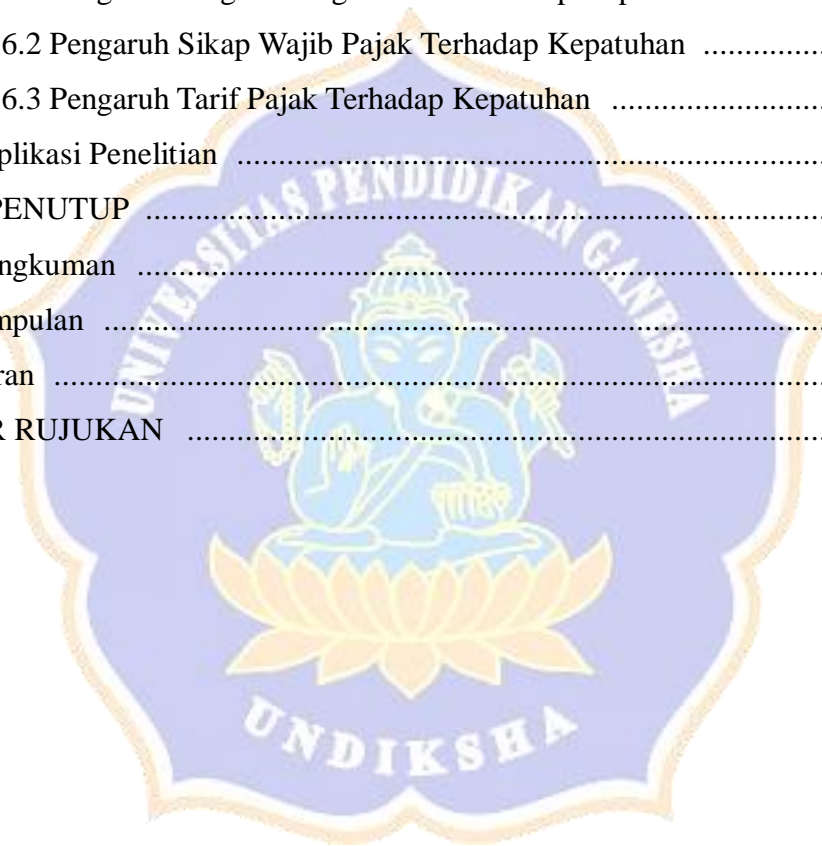 6.2 Pengaruh Sikap Wajib Pajak Terhadap Kepatuhan ..................
6.3 Pengaruh Tarif Pajak Terhadap Kepatuhan ................................
plikasi Penelitian ................................................................................
PENUTUP ..............................................................................................
ngkuman ...............................................................................................
mpulan ...................................................................................................
ran ..........................................................................................................
R RUJUKAN ........................................................................................
UNIVERSITAS PENDIDIKAN GANESHA
UNDIKSHA